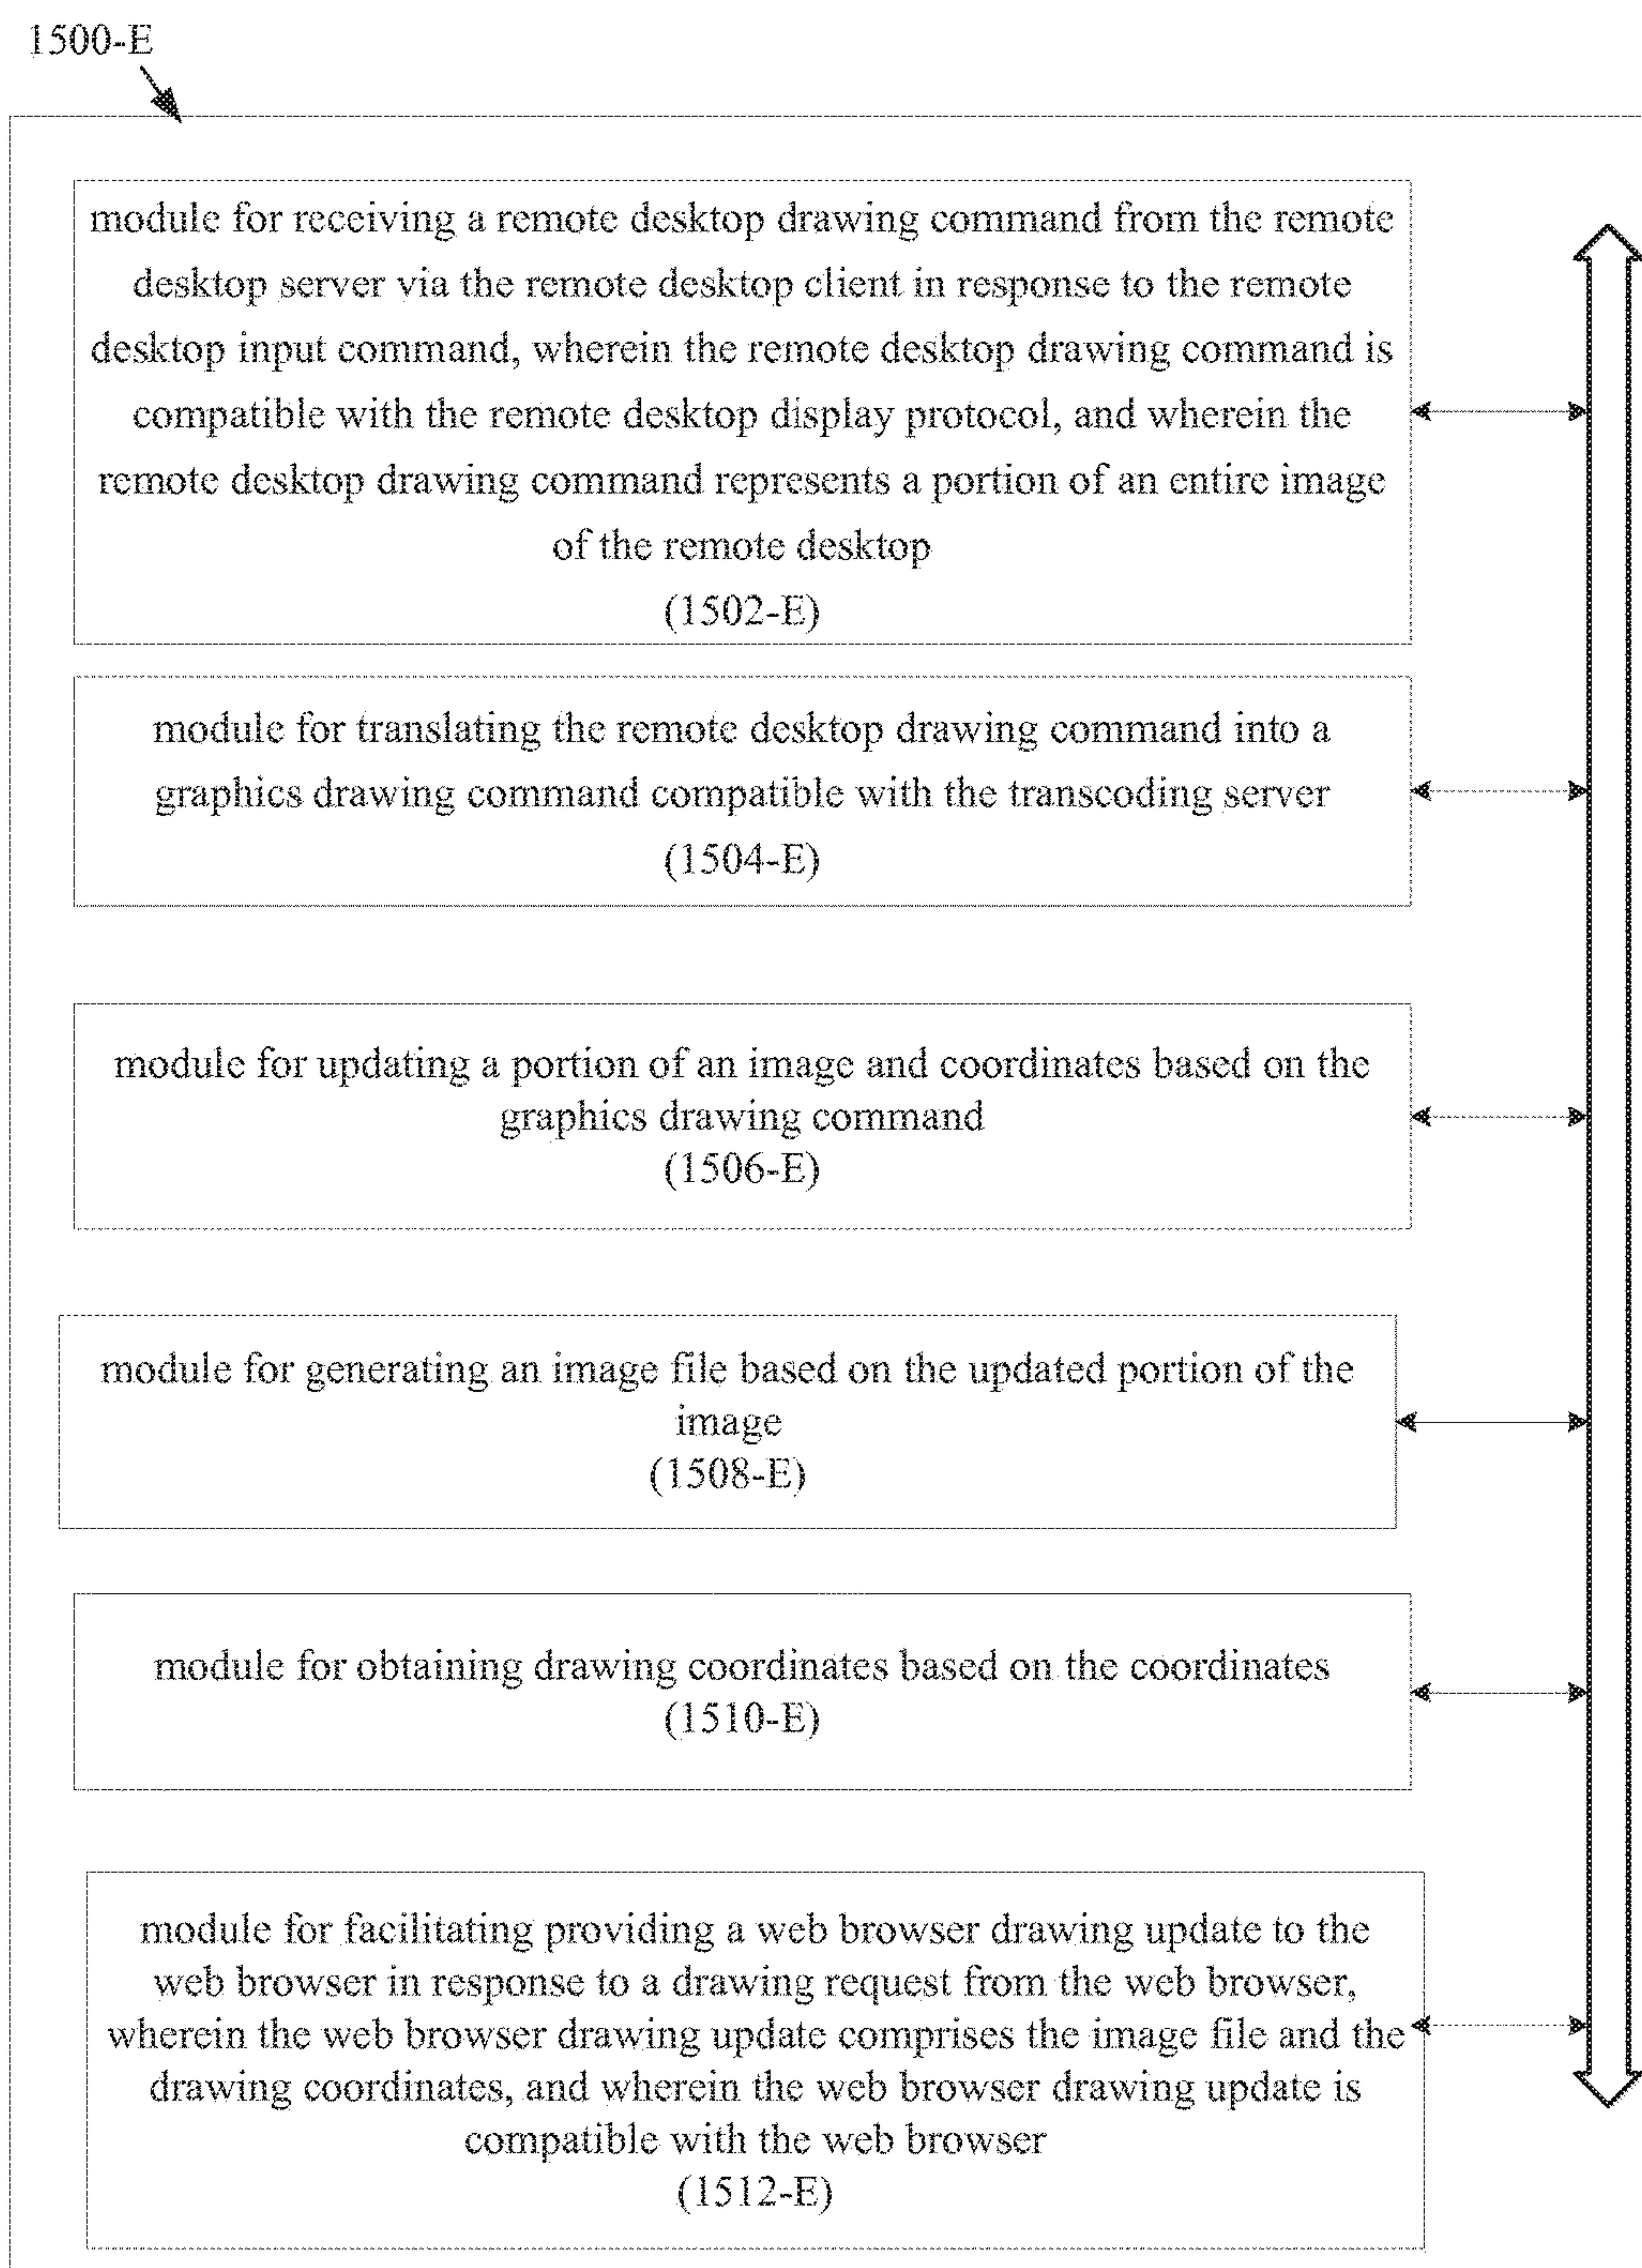 1500-E
module for receiving a remote desktop drawing command from the remote
desktop server via the remote desktop client in response to the remote
desktop input command, wherein the remote desktop drawing command is
compatible with the remote desktop display protocol, and wherein the
remote desktop drawing command represents a portion of an entire image
of the remote desktop
(1502-E)
module for translating the remote desktop drawing command into a
graphics drawing command compatible with the transcoding server
(1504-E)
module for updating a portion of an image and coordinates based on the
graphics drawing command
(1506-E)
module for generating an image file based on the updated portion of the
image
(1508-E)
module for obtaining drawing coordinates based on the coordinates
(1510-E)
module for facilitating providing a web browser drawing update to the
web browser in response to a drawing request from the web browser,
wherein the web browser drawing update comprises the image file and the
drawing coordinates, and wherein the web browser drawing update is
compatible with the web browser
(1512-E)